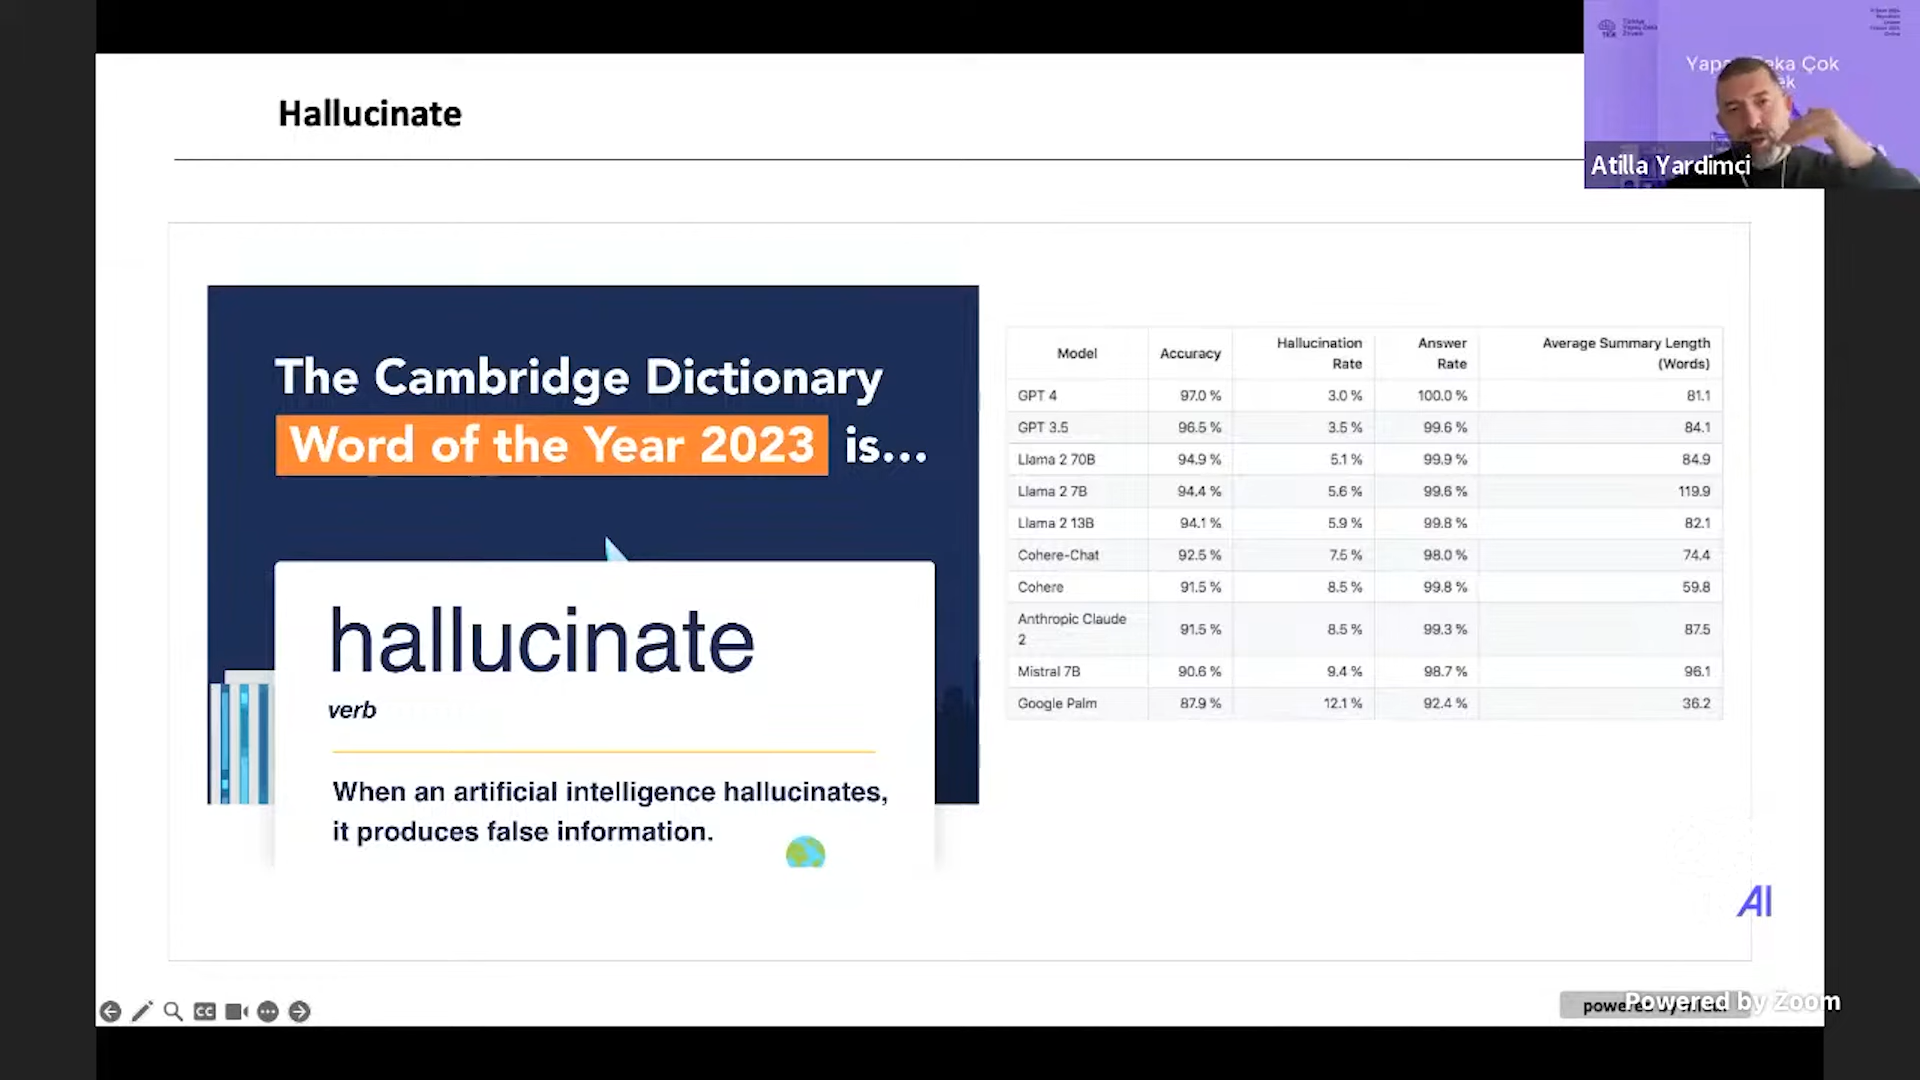 Hallucinate
Atilla Yardimci
The Cambridge Dictionary
Word of the Year 2023 is...
hallucinate
verb
When an artificial intelligence hallucinates,
it produces false information.
Model Accuracy Hallucination Rate Answer Rate Average Summary Length (Words)
GPT 4 97.0 % 3.0 % 100.0 % 81.1
GPT 3.5 96.5 % 3.5 % 99.6 % 84.1
Llama 2 70B 94.9 % 5.1 % 99.9 % 84.9
Llama 2 7B 94.4 % 5.6 % 99.6 % 119.9
Llama 2 13B 94.1 % 5.9 % 99.8 % 82.1
Cohere-Chat 92.5 % 7.5 % 98.0 % 74.4
Cohere 91.5 % 8.5 % 99.8 % 59.8
Anthropic Claude 2 91.5 % 8.5 % 99.3 % 87.5
Mistral 7B 90.6 % 9.4 % 98.7 % 96.1
Google Palm 87.9 % 12.1 % 92.4 % 36.2
AI
CC
Powered by Zoom